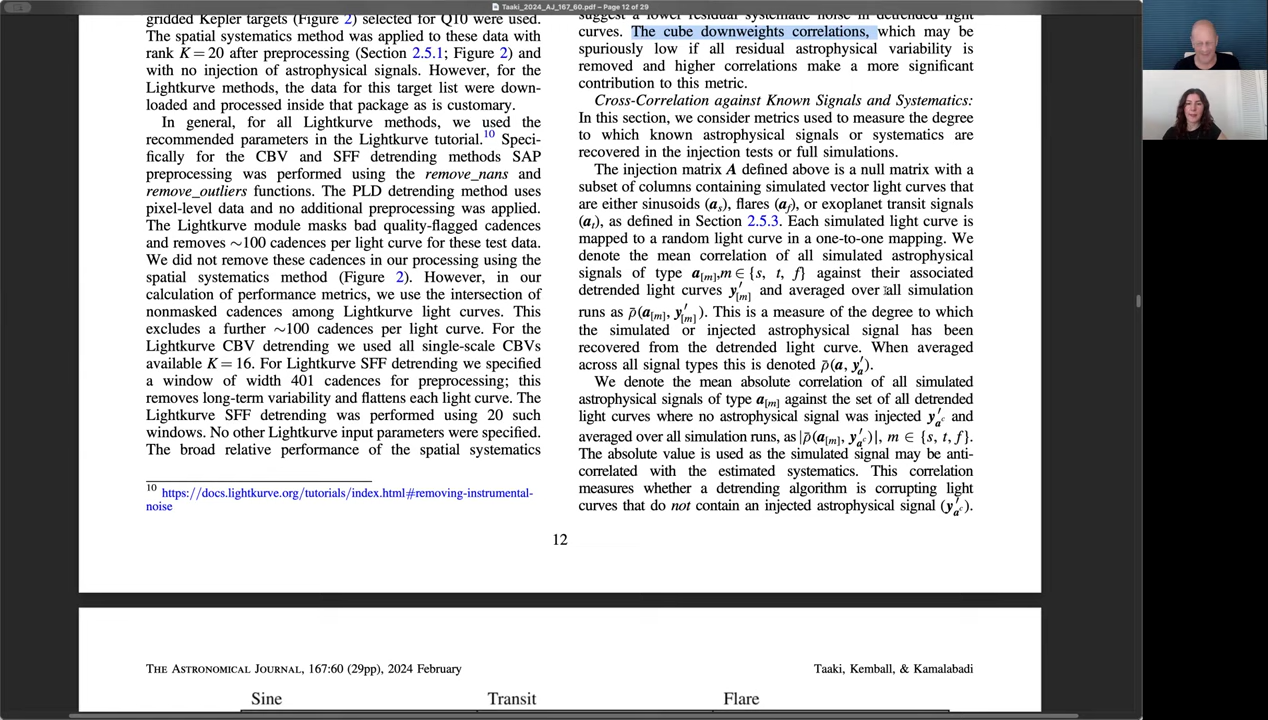 Taaki_2024_AJ_167_60.pdf – Page 12 of 29
gridded Kepler targets (Figure 2) selected for Q10 were used.
The spatial systematics method was applied to these data with
rank K = 20 after preprocessing (Section 2.5.1; Figure 2) and
with no injection of astrophysical signals. However, for the
Lightkurve methods, the data for this target list were down-
loaded and processed inside that package as is customary.
In general, for all Lightkurve methods, we used the
recommended parameters in the Lightkurve tutorial.10 Speci-
fically for the CBV and SFF detrending methods SAP
preprocessing was performed using the remove_nans and
remove_outliers functions. The PLD detrending method uses
pixel-level data and no additional preprocessing was applied.
The Lightkurve module masks bad quality-flagged cadences
and removes ∼100 cadences per light curve for these test data.
We did not remove these cadences in our processing using the
spatial systematics method (Figure 2). However, in our
calculation of performance metrics, we use the intersection of
nonmasked cadences among Lightkurve light curves. This
excludes a further ∼100 cadences per light curve. For the
Lightkurve CBV detrending we used all single-scale CBVs
available K = 16. For Lightkurve SFF detrending we specified
a window of width 401 cadences for preprocessing; this
removes long-term variability and flattens each light curve. The
Lightkurve SFF detrending was performed using 20 such
windows. No other Lightkurve input parameters were specified.
The broad relative performance of the spatial systematics
10 https://docs.lightkurve.org/tutorials/index.html#removing-instrumental-
noise
suggest a lower residual systematic noise in detrended light
curves. The cube downweights correlations, which may be
spuriously low if all residual astrophysical variability is
removed and higher correlations make a more significant
contribution to this metric.
Cross-Correlation against Known Signals and Systematics:
In this section, we consider metrics used to measure the degree
to which known astrophysical signals or systematics are
recovered in the injection tests or full simulations.
The injection matrix A defined above is a null matrix with a
subset of columns containing simulated vector light curves that
are either sinusoids (a_s), flares (a_f), or exoplanet transit signals
(a_t), as defined in Section 2.5.3. Each simulated light curve is
mapped to a random light curve in a one-to-one mapping. We
denote the mean correlation of all simulated astrophysical
signals of type a_[m], m ∈ {s, t, f} against their associated
detrended light curves y′_[m] and averaged over all simulation
runs as ρ̄(a_[m], y′_[m]). This is a measure of the degree to which
the simulated or injected astrophysical signal has been
recovered from the detrended light curve. When averaged
across all signal types this is denoted ρ̄(a, y′_a).
We denote the mean absolute correlation of all simulated
astrophysical signals of type a_[m] against the set of all detrended
light curves where no astrophysical signal was injected y′_a^c and
averaged over all simulation runs, as |ρ̄(a_[m], y′_a^c)|, m ∈ {s, t, f}.
The absolute value is used as the simulated signal may be anti-
correlated with the estimated systematics. This correlation
measures whether a detrending algorithm is corrupting light
curves that do not contain an injected astrophysical signal (y′_a^c).
12
THE ASTRONOMICAL JOURNAL, 167:60 (29pp), 2024 February
Taaki, Kemball, & Kamalabadi
Sine Transit Flare